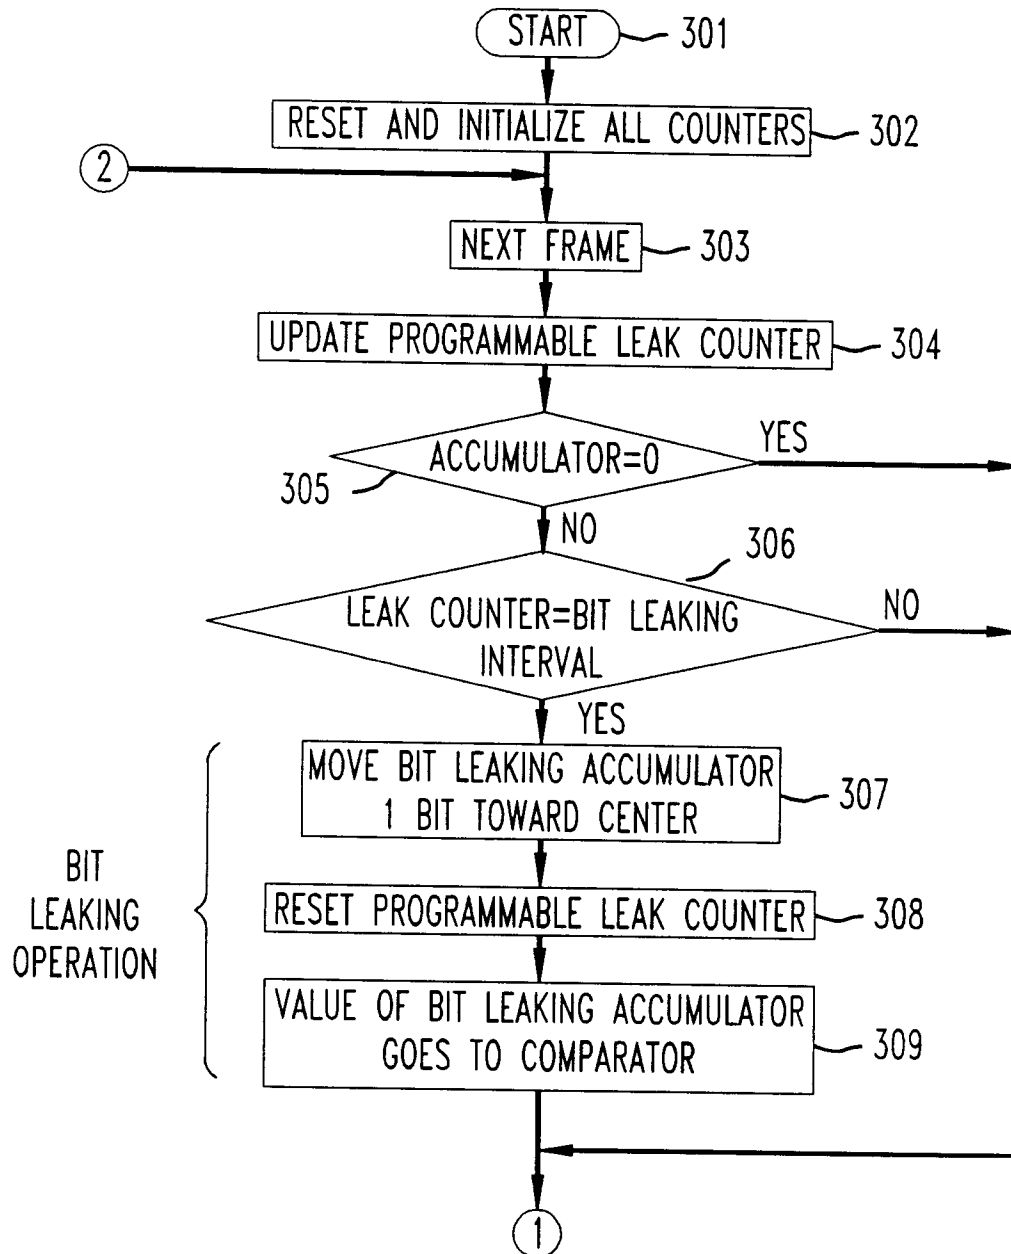 START
301
RESET AND INITIALIZE ALL COUNTERS
302
2
NEXT FRAME
303
UPDATE PROGRAMMABLE LEAK COUNTER
304
ACCUMULATOR=0
YES
305
NO
306
LEAK COUNTER=BIT LEAKING
INTERVAL
NO
YES
MOVE BIT LEAKING ACCUMULATOR
1 BIT TOWARD CENTER
307
BIT
LEAKING
OPERATION
RESET PROGRAMMABLE LEAK COUNTER
308
VALUE OF BIT LEAKING ACCUMULATOR
GOES TO COMPARATOR
309
1